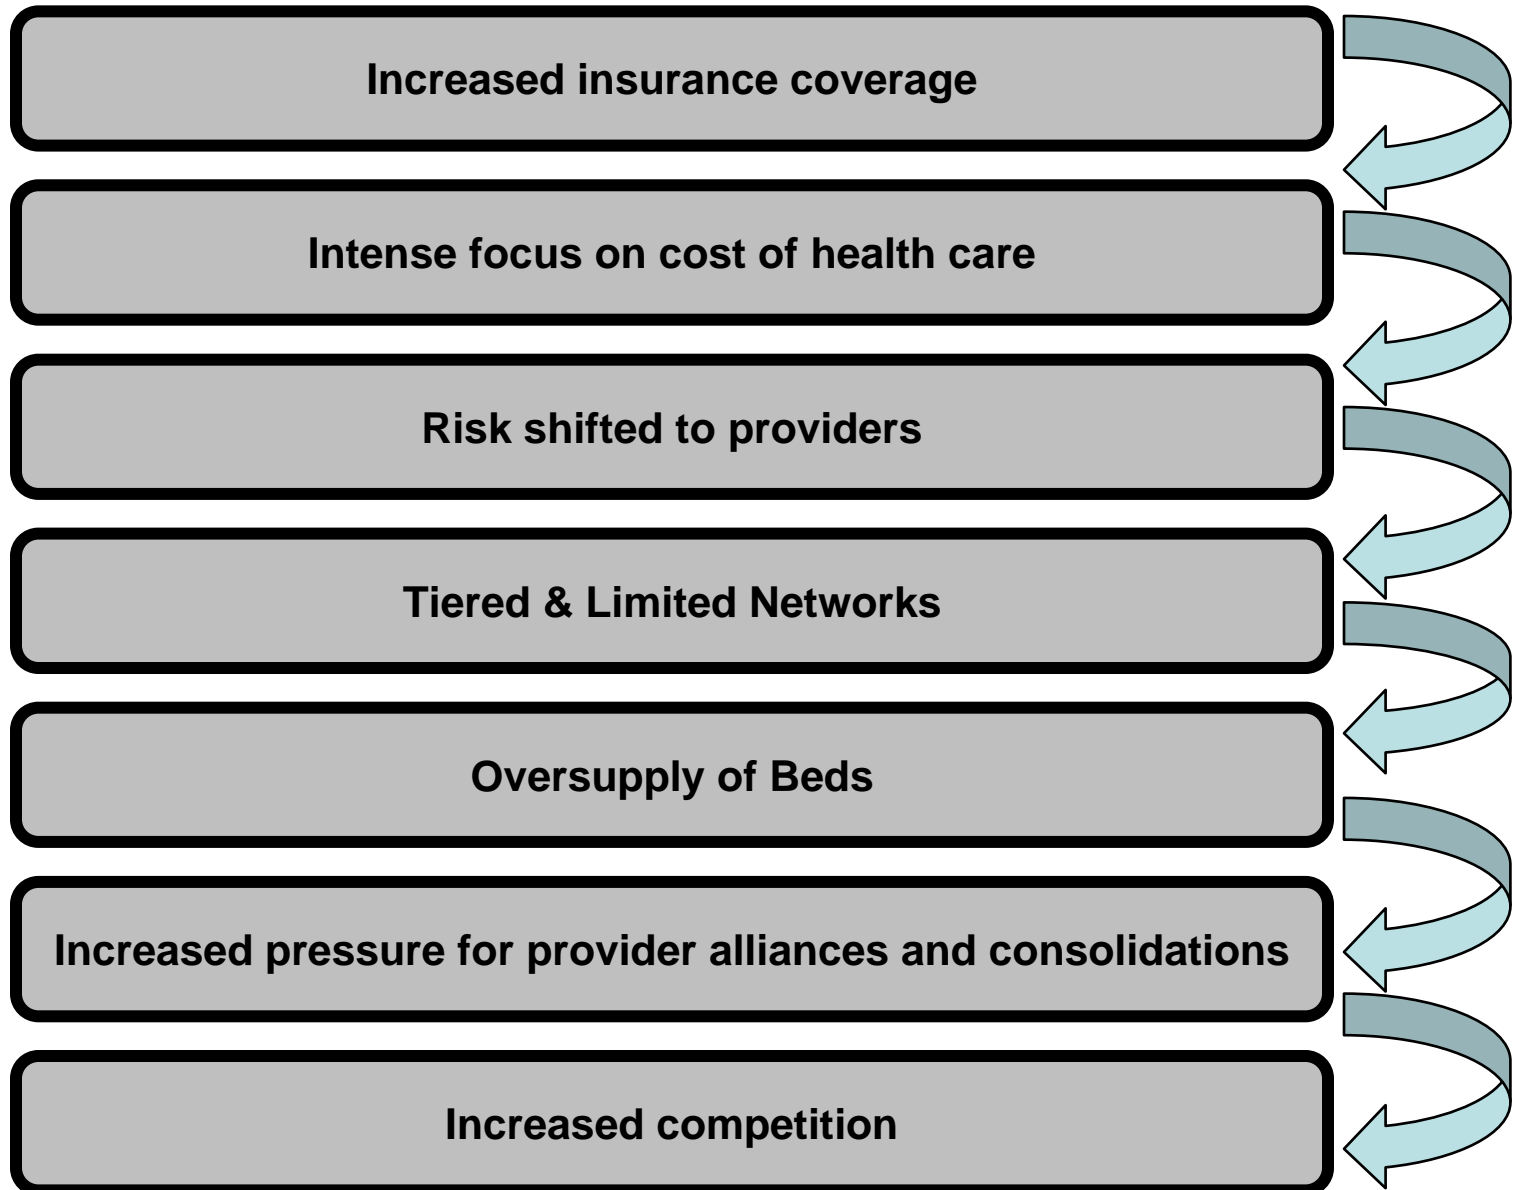 Increased insurance coverage
Intense focus on cost of health care
Risk shifted to providers
Tiered & Limited Networks
Oversupply of Beds
Increased pressure for provider alliances and consolidations
Increased competition